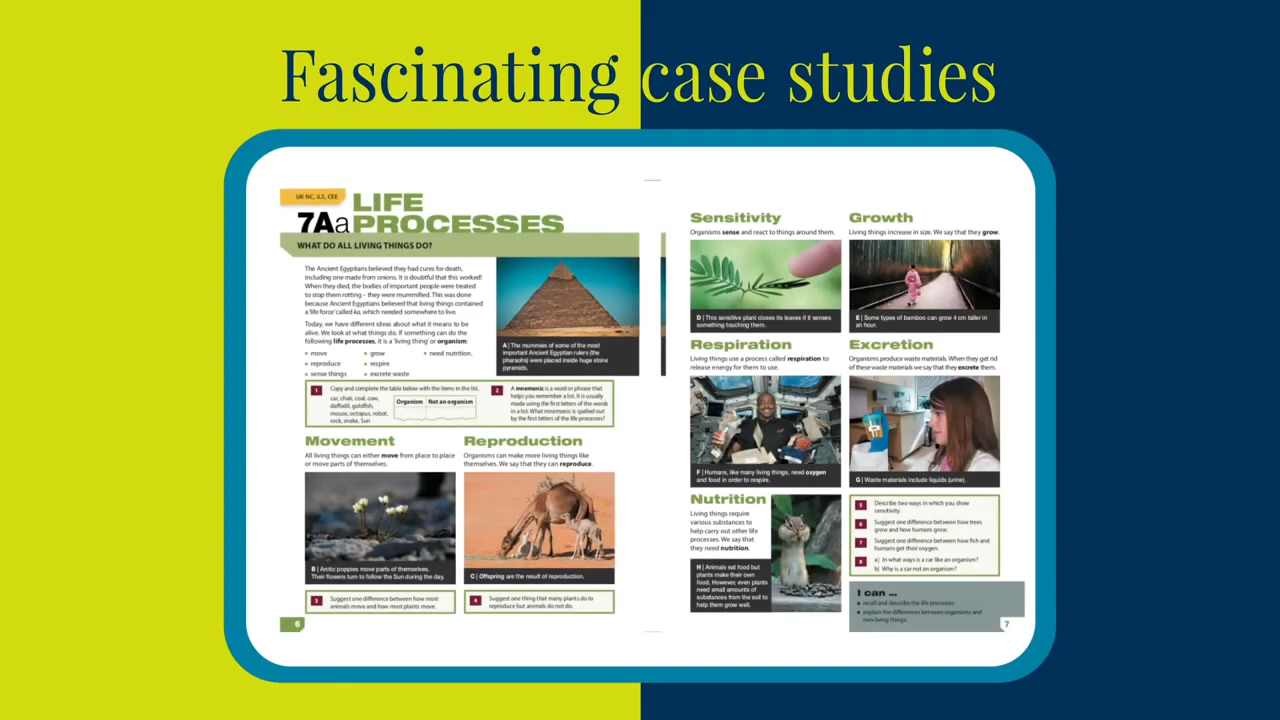 Fascinating case studies
UK NC, iLS, CEE
7Aa LIFE
PROCESSES
WHAT DO ALL LIVING THINGS DO?
The Ancient Egyptians believed they had cures for death,
including one made from onions. It is doubtful that this worked!
When they died, the bodies of important people were treated
to stop them rotting – they were mummified. This was done
because Ancient Egyptians believed that living things contained
a 'life force' called ka, which needed somewhere to live.
Today, we have different ideas about what it means to be
alive. We look at what things do. If something can do the
following life processes, it is a 'living thing' or organism:
• move
• reproduce
• sense things
• grow
• respire
• excrete waste
• need nutrition.
A | The mummies of some of the most
important Ancient Egyptian rulers (the
pharaohs) were placed inside huge stone
pyramids.
1 Copy and complete the table below with the items in the list.
car, chair, coal, cow,
daffodil, goldfish,
mouse, octopus, robot,
rock, snake, Sun
Organism Not an organism
2 A mnemonic is a word or phrase that
helps you remember a list. It is usually
made using the first letters of the words
in a list. What mnemonic is spelled out
by the first letters of the life processes?
Movement
All living things can either move from place to place
or move parts of themselves.
B | Arctic poppies move parts of themselves.
Their flowers turn to follow the Sun during the day.
3 Suggest one difference between how most
animals move and how most plants move.
Reproduction
Organisms can make more living things like
themselves. We say that they can reproduce.
C | Offspring are the result of reproduction.
4 Suggest one thing that many plants do to
reproduce but animals do not do.
6
Sensitivity
Organisms sense and react to things around them.
D | This sensitive plant closes its leaves if it senses
something touching them.
Growth
Living things increase in size. We say that they grow.
E | Some types of bamboo can grow 4 cm taller in
an hour.
Respiration
Living things use a process called respiration to
release energy for them to use.
F | Humans, like many living things, need oxygen
and food in order to respire.
Excretion
Organisms produce waste materials. When they get rid
of these waste materials we say that they excrete them.
G | Waste materials include liquids (urine).
Nutrition
Living things require
various substances to
help carry out other life
processes. We say that
they need nutrition.
H | Animals eat food but
plants make their own
food. However, even plants
need small amounts of
substances from the soil to
help them grow well.
5 Describe two ways in which you show
sensitivity.
6 Suggest one difference between how trees
grow and how humans grow.
7 Suggest one difference between how fish and
humans get their oxygen.
8 a) In what ways is a car like an organism?
b) Why is a car not an organism?
I can ...
• recall and describe the life processes
• explain the differences between organisms and
non-living things.
7